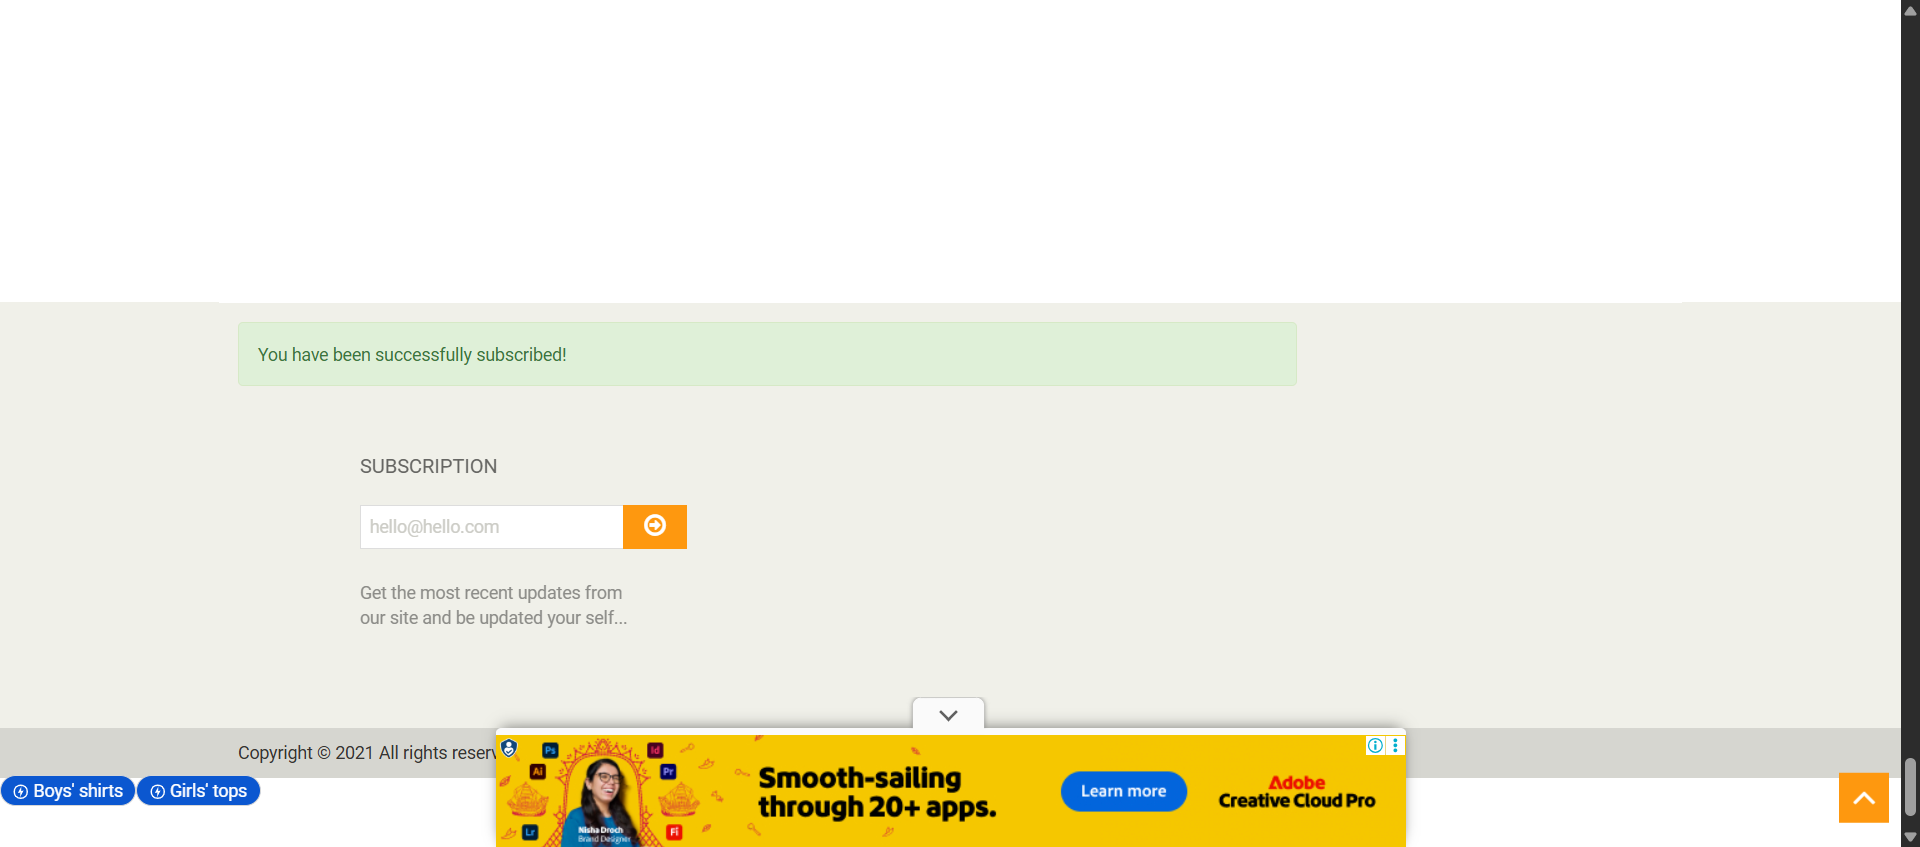 You have been successfully subscribed!
SUBSCRIPTION
hello@hello.com
Get the most recent updates from
our site and be updated your self...
Copyright © 2021 All rights reserv
Boys' shirts
Girls' tops
Ps
Id
Ai
Pr
Lr
Fi
Nisha Droch
Brand Designer
Smooth-sailing
through 20+ apps.
Learn more
Adobe
Creative Cloud Pro